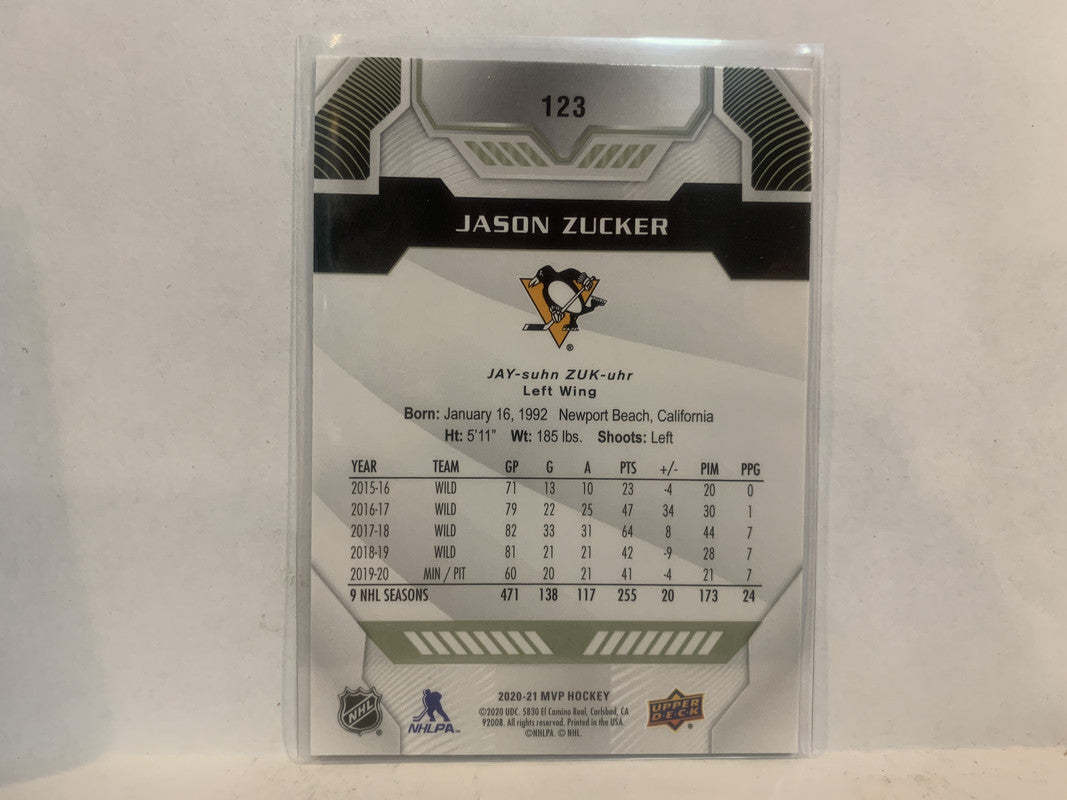 123
JASON ZUCKER
®
JAY-suhn ZUK-uhr
Left Wing
Born: January 16, 1992 Newport Beach, California
Ht: 5'11" Wt: 185 lbs. Shoots: Left
YEAR TEAM GP G A PTS +/- PIM PPG
2015-16 WILD 71 13 10 23 -4 20 0
2016-17 WILD 79 22 25 47 34 30 1
2017-18 WILD 82 33 31 64 8 44 7
2018-19 WILD 81 21 21 42 -9 28 7
2019-20 MIN / PIT 60 20 21 41 -4 21 7
9 NHL SEASONS 471 138 117 255 20 173 24
NHL ®
NHLPA™
2020-21 MVP HOCKEY
©2020 UDC. 5830 El Camino Real, Carlsbad, CA
92008. All rights reserved. Printed in the USA.
©NHLPA. © NHL.
UPPER DECK ®